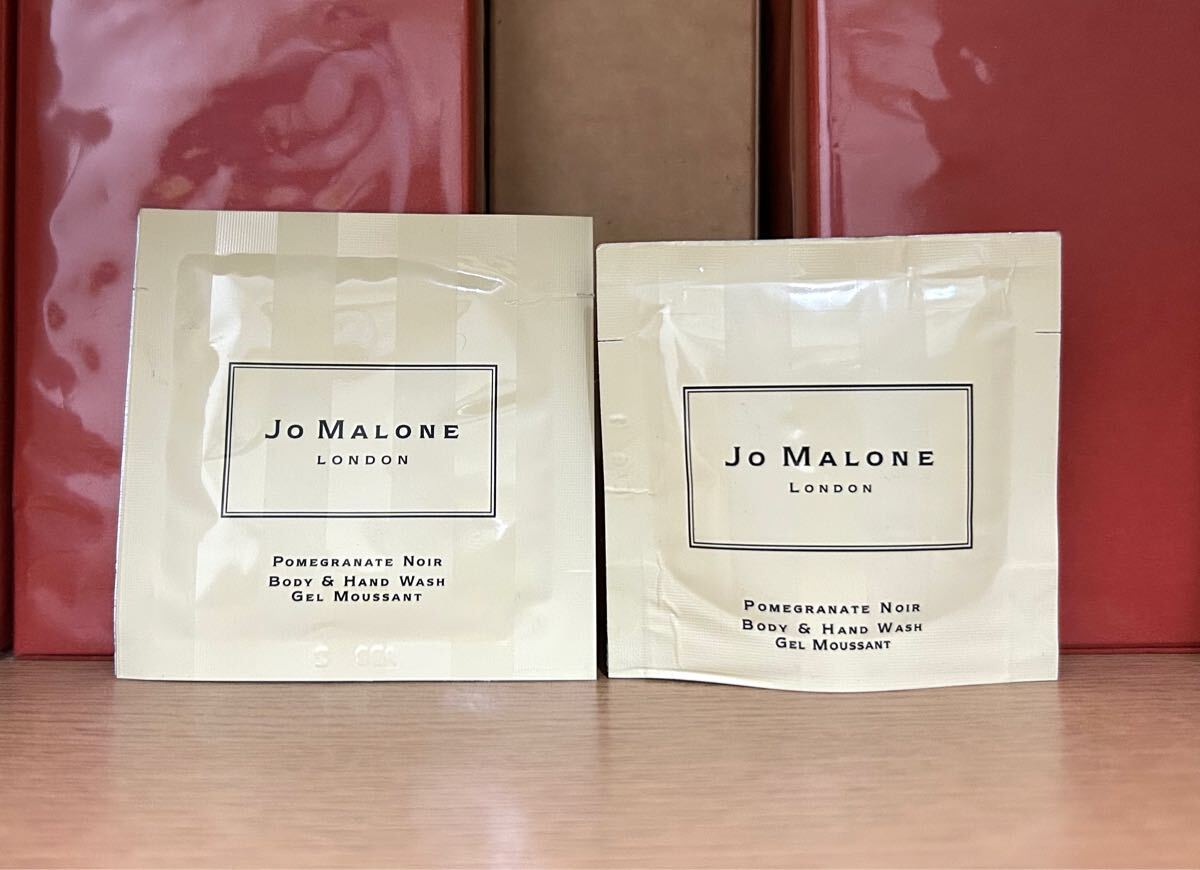 JO MALONE
LONDON
POMEGRANATE NOIR
BODY & HAND WASH
GEL MOUSSANT
JO MALONE
LONDON
POMEGRANATE NOIR
BODY & HAND WASH
GEL MOUSSANT